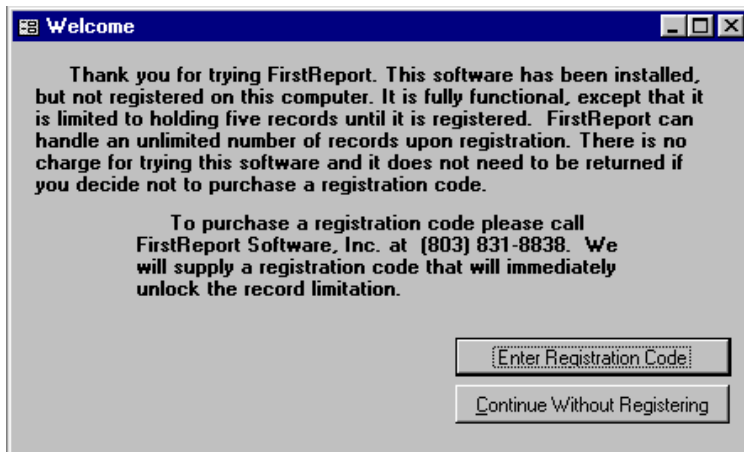 Welcome
Thank you for trying FirstReport. This software has been installed,
but not registered on this computer. It is fully functional, except that it
is limited to holding five records until it is registered.  FirstReport can
handle an unlimited number of records upon registration. There is no
charge for trying this software and it does not need to be returned if
you decide not to purchase a registration code.
To purchase a registration code please call
FirstReport Software, Inc. at  (803) 831-8838.  We
will supply a registration code that will immediately
unlock the record limitation.
Enter Registration Code
Continue Without Registering